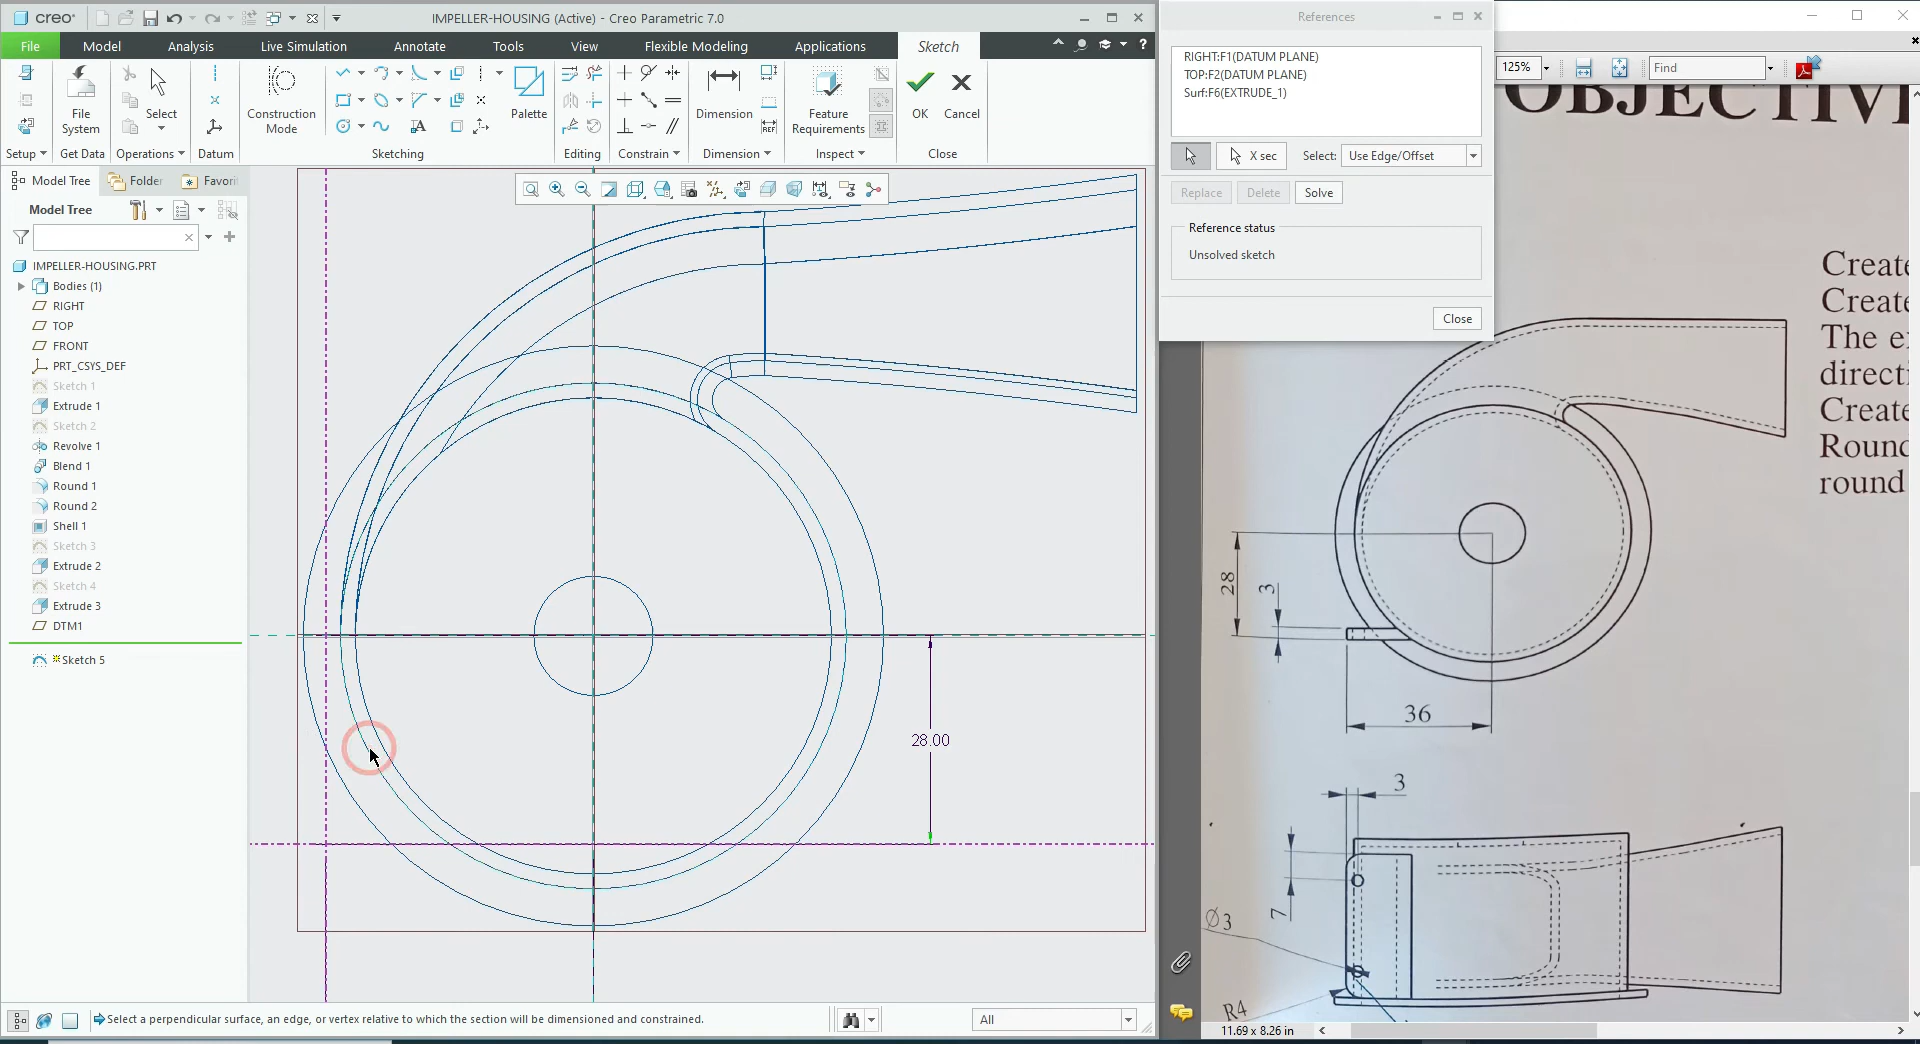 creo
IMPELLER-HOUSING (Active) - Creo Parametric 7.0
File
Model
Analysis
Live Simulation
Annotate
Tools
View
Flexible Modeling
Applications
Sketch
File System
Select
Construction Mode
Palette
Dimension
Feature Requirements
OK
Cancel
Setup
Get Data
Operations
Datum
Sketching
Editing
Constrain
Dimension
Inspect
Close
Model Tree
Folder
Favori
Model Tree
IMPELLER-HOUSING.PRT
Bodies (1)
RIGHT
TOP
FRONT
PRT_CSYS_DEF
Sketch 1
Extrude 1
Sketch 2
Revolve 1
Blend 1
Round 1
Round 2
Shell 1
Sketch 3
Extrude 2
Sketch 4
Extrude 3
DTM1
Sketch 5
28.00
Select a perpendicular surface, an edge, or vertex relative to which the section will be dimensioned and constrained.
All
References
RIGHT:F1(DATUM PLANE)
TOP:F2(DATUM PLANE)
Surf:F6(EXTRUDE_1)
X sec
Select:
Use Edge/Offset
Replace
Delete
Solve
Reference status
Unsolved sketch
Close
125%
Find
OBJECTIV
Create
Create
The e
directi
Create
Round
round
28
3
36
3
7
Ø3
R4
11.69 x 8.26 in